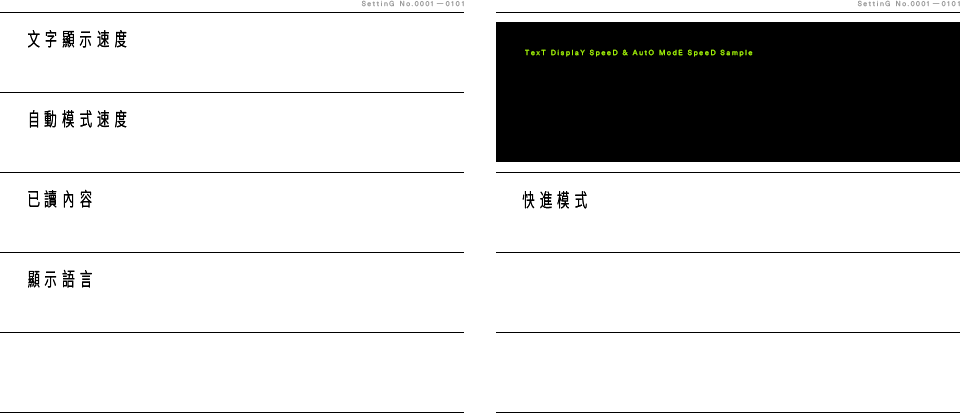 SettinG No.0001—0101
文字顯示速度
自動模式速度
已讀內容
顯示語言
SettinG No.0001—0101
TexT DisplaY SpeeD & AutO ModE SpeeD Sample
快進模式